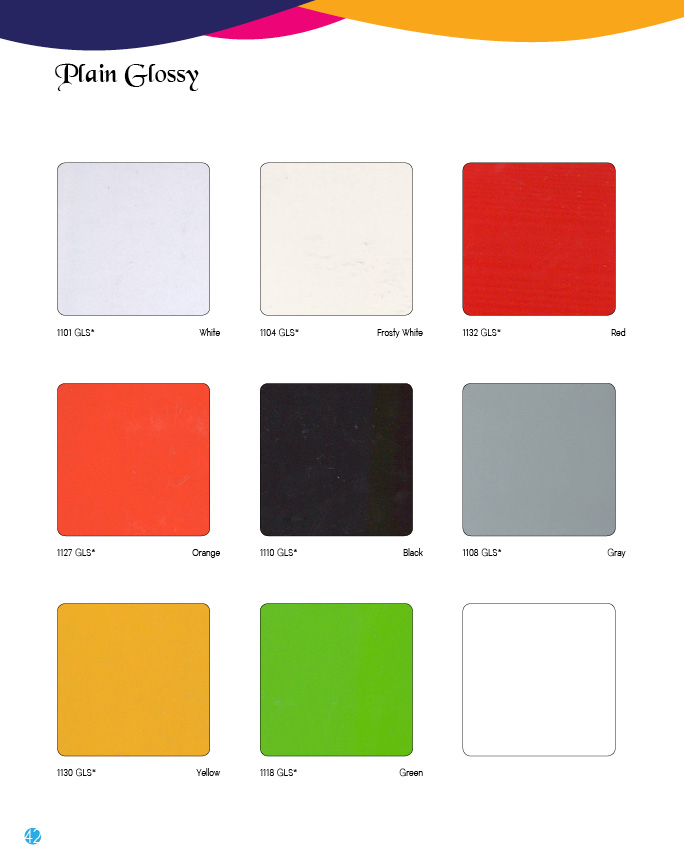 Plain Glossy
1101 GLS* White
1104 GLS* Frosty White
1132 GLS* Red
1127 GLS* Orange
1110 GLS* Black
1108 GLS* Gray
1130 GLS* Yellow
1118 GLS* Green
42